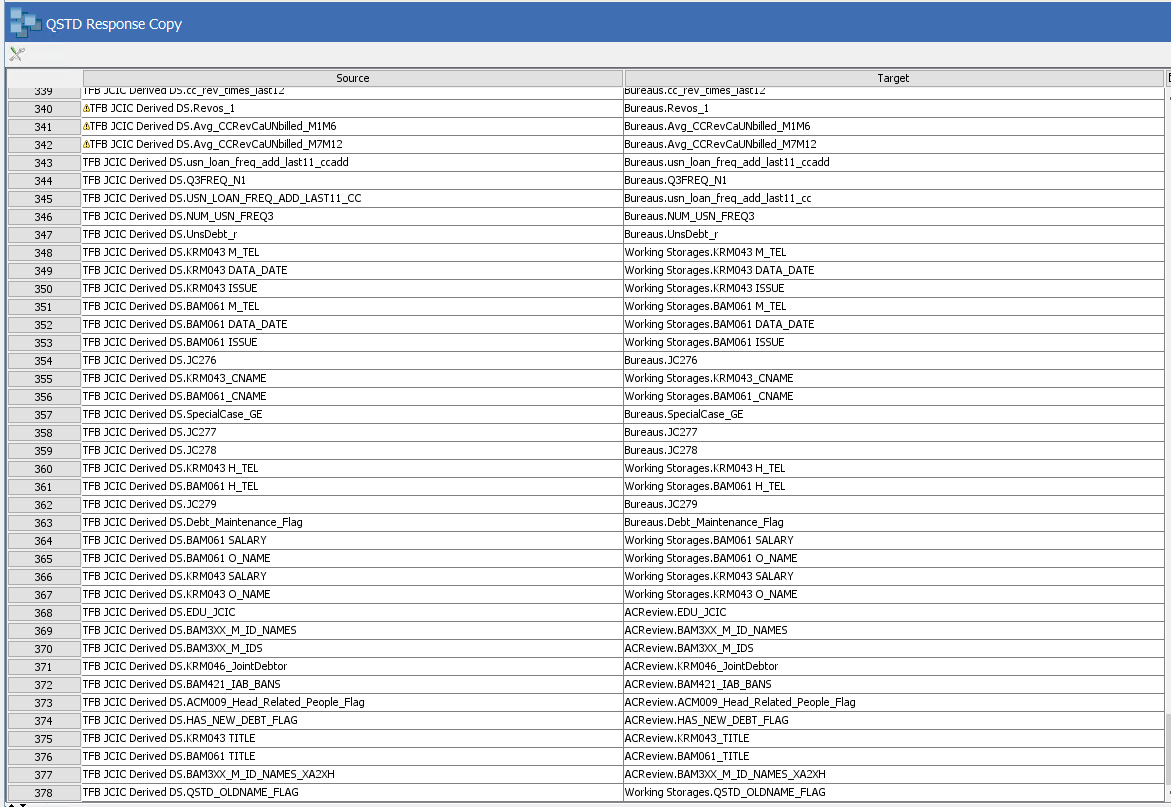 QSTD Response Copy
Source Target
339 TFB JCIC Derived DS.cc_rev_times_last12 Bureaus.cc_rev_times_last12
340 TFB JCIC Derived DS.Revos_1 Bureaus.Revos_1
341 TFB JCIC Derived DS.Avg_CCRevCaUNbilled_M1M6 Bureaus.Avg_CCRevCaUNbilled_M1M6
342 TFB JCIC Derived DS.Avg_CCRevCaUNbilled_M7M12 Bureaus.Avg_CCRevCaUNbilled_M7M12
343 TFB JCIC Derived DS.usn_loan_freq_add_last11_ccadd Bureaus.usn_loan_freq_add_last11_ccadd
344 TFB JCIC Derived DS.Q3FREQ_N1 Bureaus.Q3FREQ_N1
345 TFB JCIC Derived DS.USN_LOAN_FREQ_ADD_LAST11_CC Bureaus.usn_loan_freq_add_last11_cc
346 TFB JCIC Derived DS.NUM_USN_FREQ3 Bureaus.NUM_USN_FREQ3
347 TFB JCIC Derived DS.UnsDebt_r Bureaus.UnsDebt_r
348 TFB JCIC Derived DS.KRM043 M_TEL Working Storages.KRM043 M_TEL
349 TFB JCIC Derived DS.KRM043 DATA_DATE Working Storages.KRM043 DATA_DATE
350 TFB JCIC Derived DS.KRM043 ISSUE Working Storages.KRM043 ISSUE
351 TFB JCIC Derived DS.BAM061 M_TEL Working Storages.BAM061 M_TEL
352 TFB JCIC Derived DS.BAM061 DATA_DATE Working Storages.BAM061 DATA_DATE
353 TFB JCIC Derived DS.BAM061 ISSUE Working Storages.BAM061 ISSUE
354 TFB JCIC Derived DS.JC276 Bureaus.JC276
355 TFB JCIC Derived DS.KRM043_CNAME Working Storages.KRM043_CNAME
356 TFB JCIC Derived DS.BAM061_CNAME Working Storages.BAM061_CNAME
357 TFB JCIC Derived DS.SpecialCase_GE Bureaus.SpecialCase_GE
358 TFB JCIC Derived DS.JC277 Bureaus.JC277
359 TFB JCIC Derived DS.JC278 Bureaus.JC278
360 TFB JCIC Derived DS.KRM043 H_TEL Working Storages.KRM043 H_TEL
361 TFB JCIC Derived DS.BAM061 H_TEL Working Storages.BAM061 H_TEL
362 TFB JCIC Derived DS.JC279 Bureaus.JC279
363 TFB JCIC Derived DS.Debt_Maintenance_Flag Bureaus.Debt_Maintenance_Flag
364 TFB JCIC Derived DS.BAM061 SALARY Working Storages.BAM061 SALARY
365 TFB JCIC Derived DS.BAM061 O_NAME Working Storages.BAM061 O_NAME
366 TFB JCIC Derived DS.KRM043 SALARY Working Storages.KRM043 SALARY
367 TFB JCIC Derived DS.KRM043 O_NAME Working Storages.KRM043 O_NAME
368 TFB JCIC Derived DS.EDU_JCIC ACReview.EDU_JCIC
369 TFB JCIC Derived DS.BAM3XX_M_ID_NAMES ACReview.BAM3XX_M_ID_NAMES
370 TFB JCIC Derived DS.BAM3XX_M_IDS ACReview.BAM3XX_M_IDS
371 TFB JCIC Derived DS.KRM046_JointDebtor ACReview.KRM046_JointDebtor
372 TFB JCIC Derived DS.BAM421_IAB_BANS ACReview.BAM421_IAB_BANS
373 TFB JCIC Derived DS.ACM009_Head_Related_People_Flag ACReview.ACM009_Head_Related_People_Flag
374 TFB JCIC Derived DS.HAS_NEW_DEBT_FLAG ACReview.HAS_NEW_DEBT_FLAG
375 TFB JCIC Derived DS.KRM043 TITLE ACReview.KRM043_TITLE
376 TFB JCIC Derived DS.BAM061 TITLE ACReview.BAM061_TITLE
377 TFB JCIC Derived DS.BAM3XX_M_ID_NAMES_XA2XH ACReview.BAM3XX_M_ID_NAMES_XA2XH
378 TFB JCIC Derived DS.QSTD_OLDNAME_FLAG Working Storages.QSTD_OLDNAME_FLAG